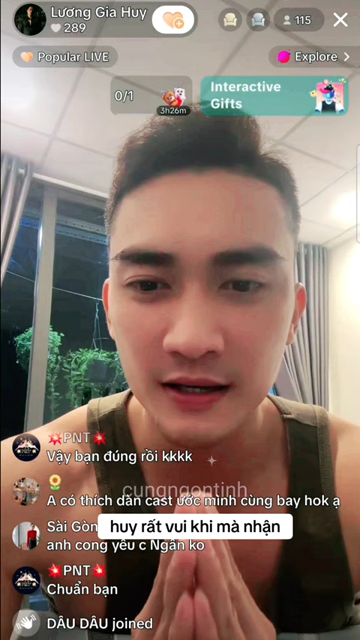 Lương Gia Huy
289
115
Popular LIVE
Explore >
0/1
Interactive
Gifts
3h26m
PNT
Vậy bạn đúng rồi kkkk
cungngontinh
A có thích dàn cast ước mình cùng bay hok ạ
Sài Gòn
huy rất vui khi mà nhận
anh công yêu c Ngân ko
PNT
Chuẩn bạn
DÂU DÂU joined